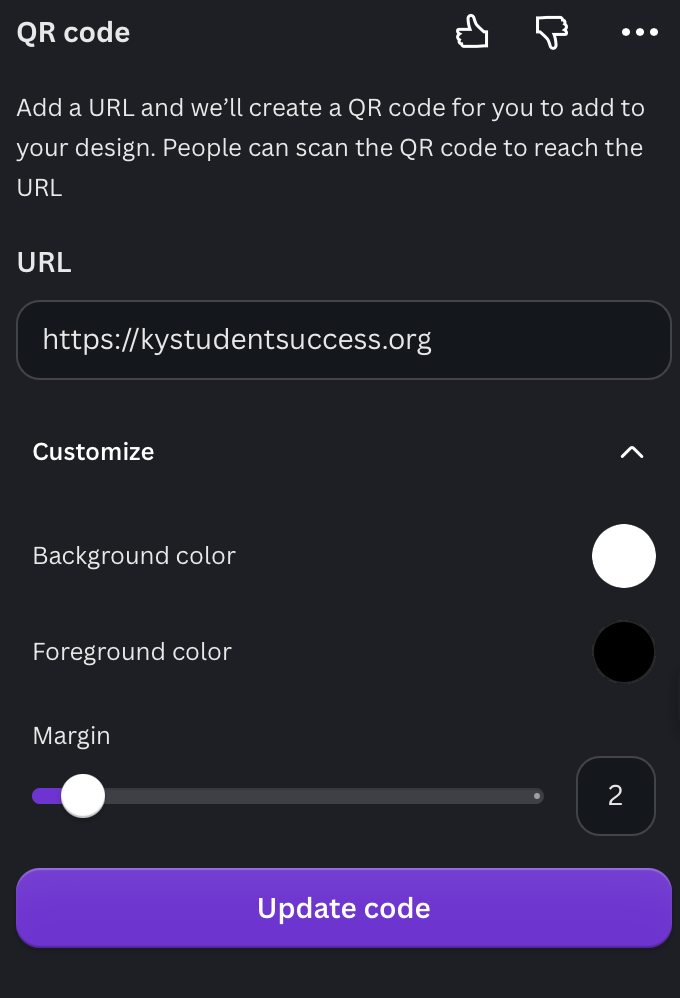 QR code
Add a URL and we’ll create a QR code for you to add to
your design. People can scan the QR code to reach the
URL
URL
https://kystudentsuccess.org
Customize
Background color
Foreground color
Margin
2
Update code